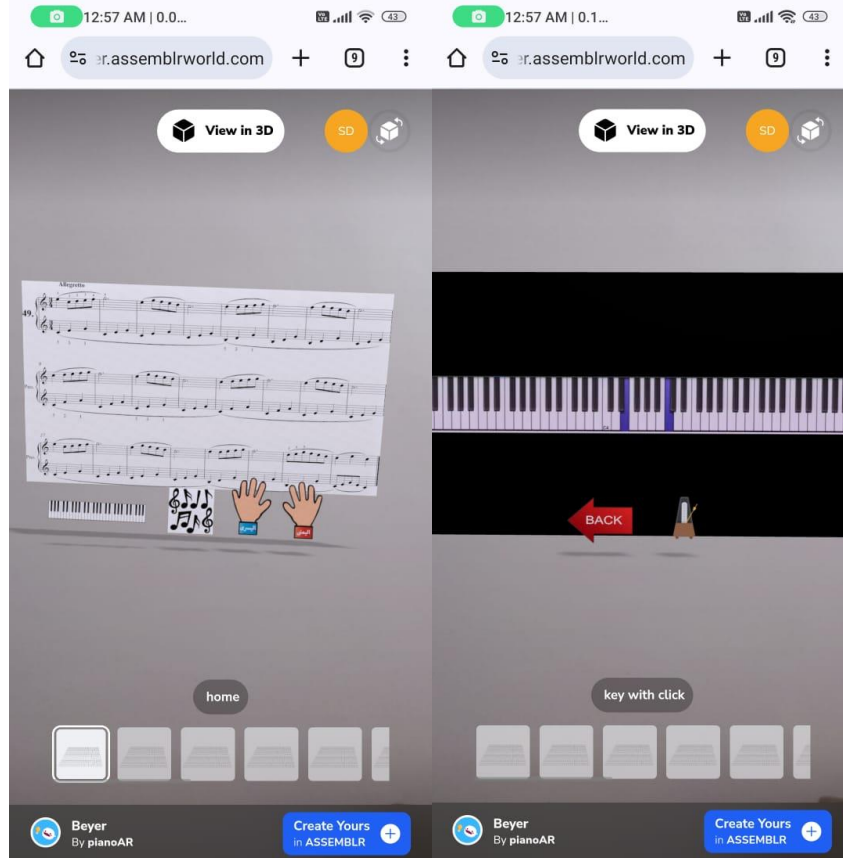 12:57 AM | 0.0...
43
r.assemblrworld.com
9
View in 3D
SD
Allegretto
49.
اليسرى
اليمنى
home
Beyer
By pianoAR
Create Yours
in ASSEMBLR
12:57 AM | 0.1...
43
r.assemblrworld.com
9
View in 3D
SD
BACK
key with click
Beyer
By pianoAR
Create Yours
in ASSEMBLR